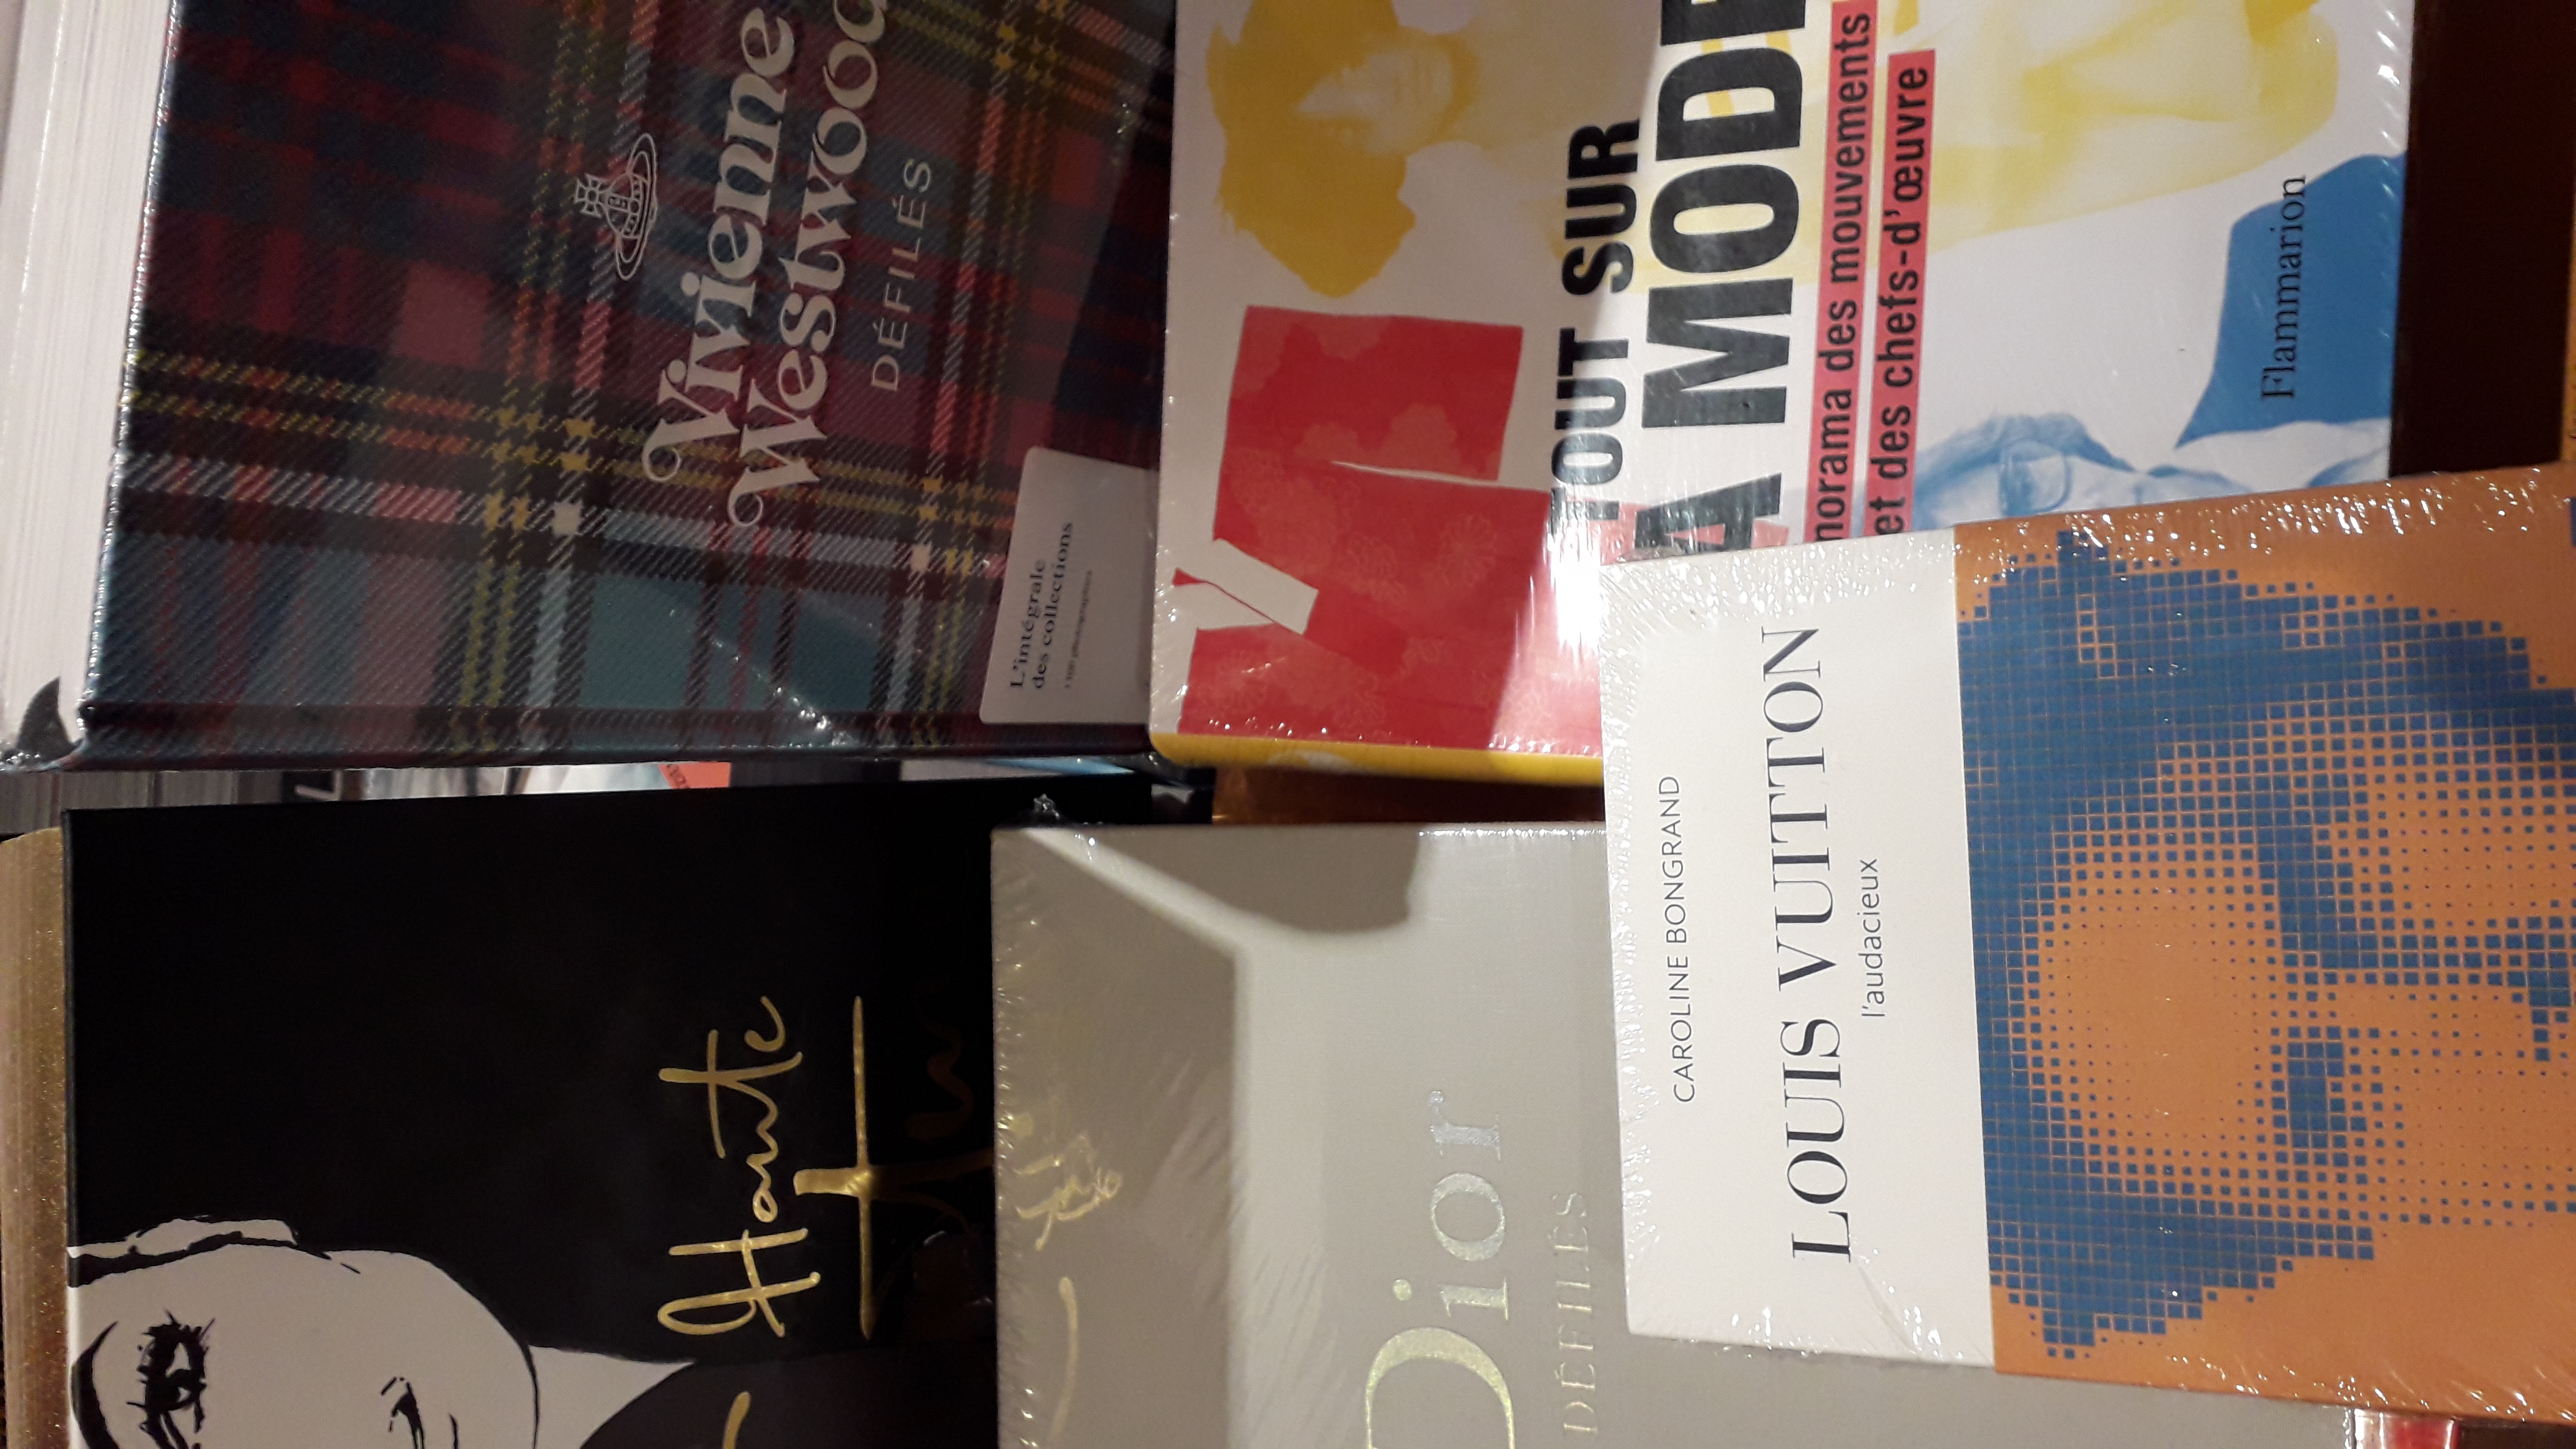 Vivienne
Westwood
DÉFILÉS
L'intégrale
des collections
TOUT SUR
A MODE
norama des mouvements
et des chefs-d'œuvre
Flammarion
Haute
Dior
DÉFILÉS
CAROLINE BONGRAND
LOUIS VUITTON
l'audacieux